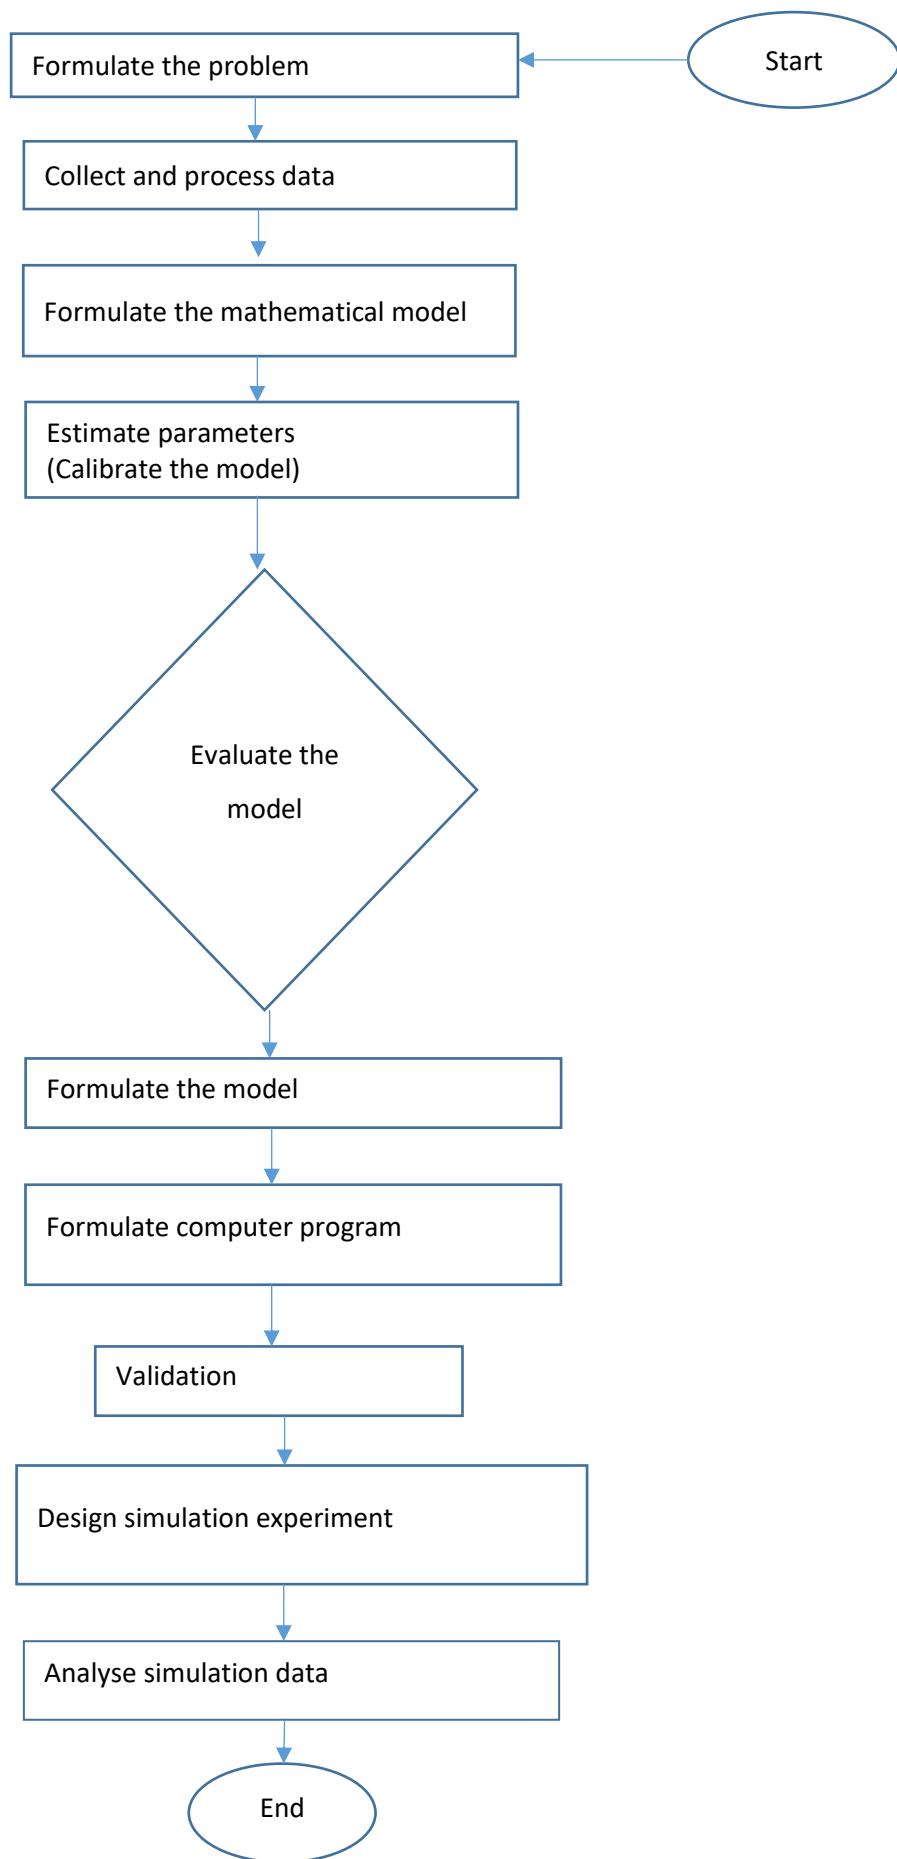 Start
Formulate the problem
Collect and process data
Formulate the mathematical model
Estimate parameters
(Calibrate the model)
Evaluate the
model
Formulate the model
Formulate computer program
Validation
Design simulation experiment
Analyse simulation data
End